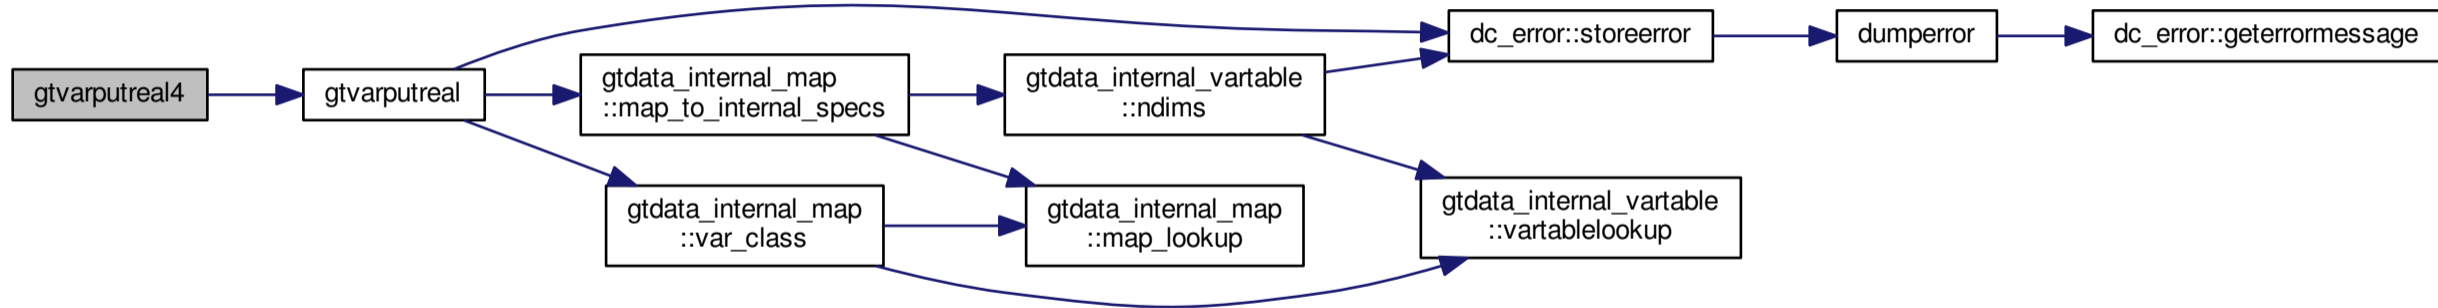 gtvarputreal4
gtvarputreal
gtdata_internal_map
::map_to_internal_specs
gtdata_internal_vartable
::ndims
dc_error::storeerror
dumperror
dc_error::geterrormessage
gtdata_internal_map
::var_class
gtdata_internal_map
::map_lookup
gtdata_internal_vartable
::vartablelookup